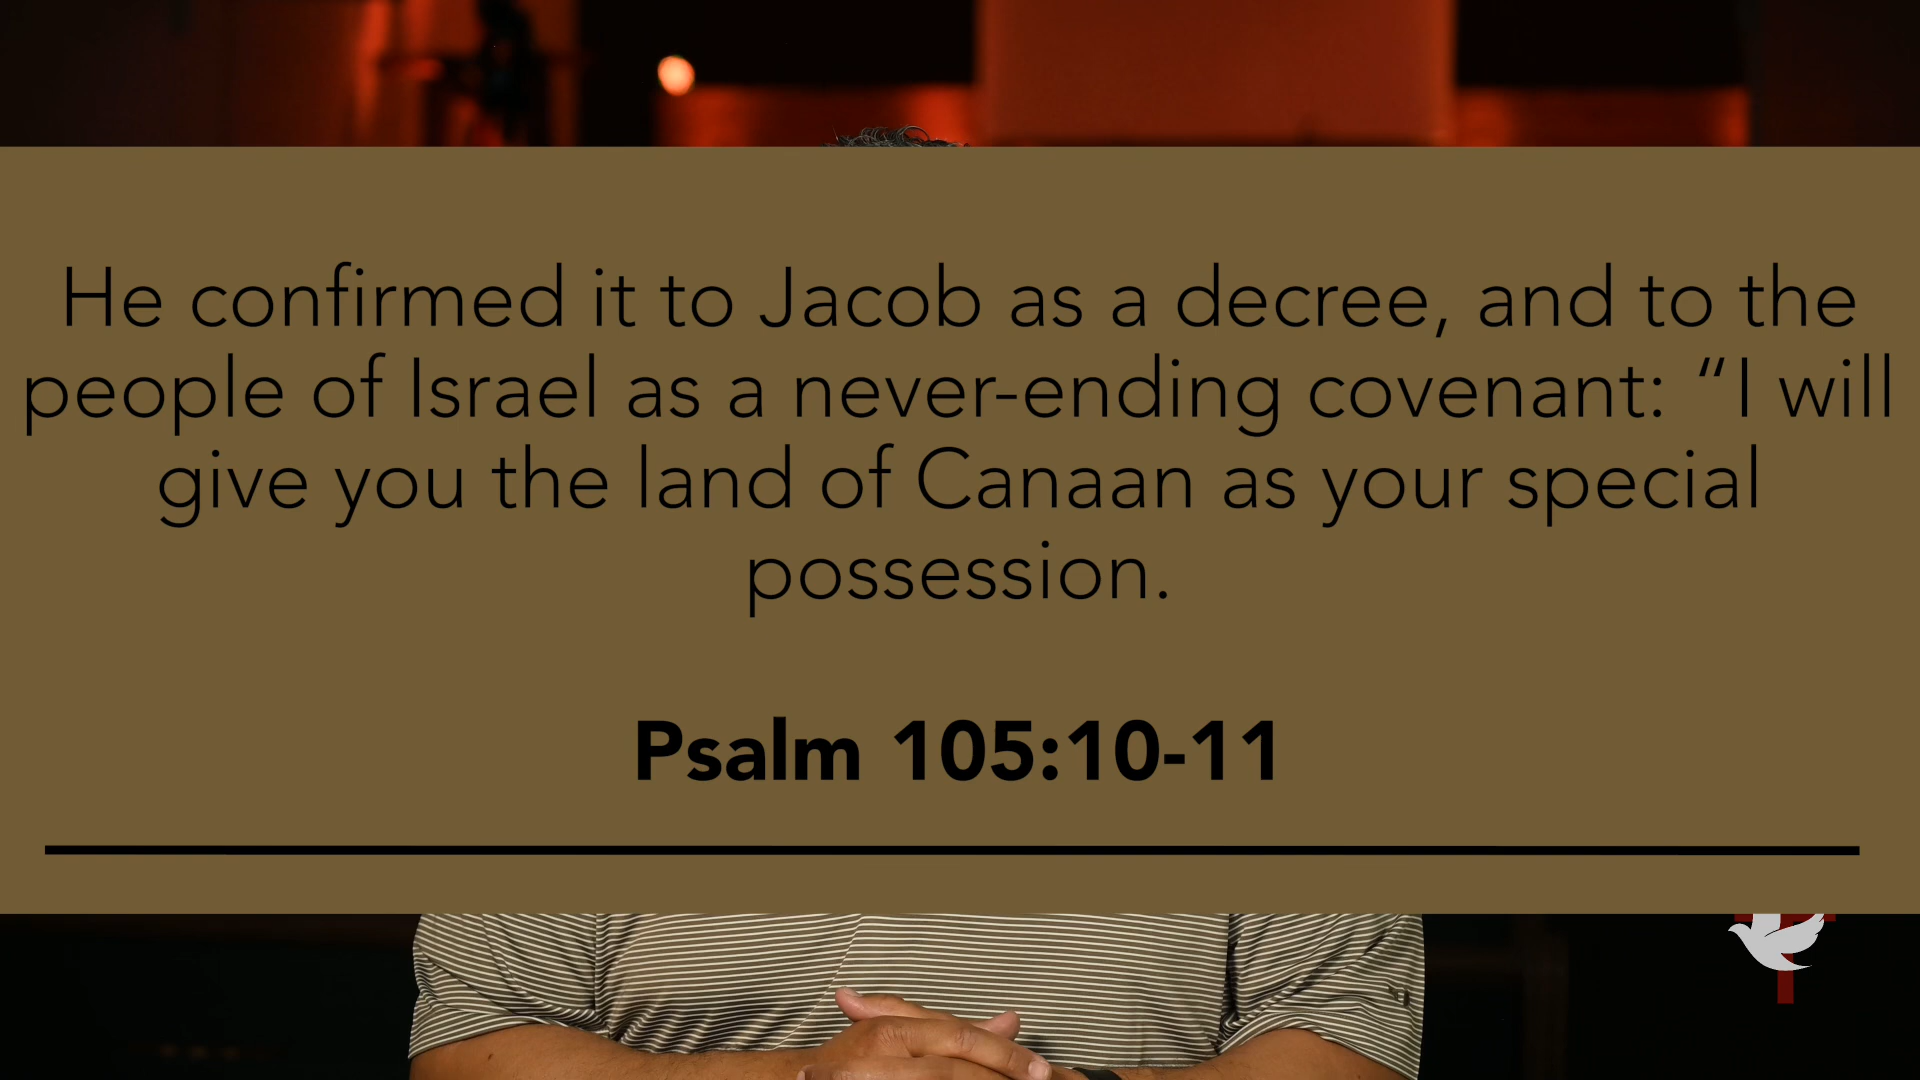 He confirmed it to Jacob as a decree, and to the
people of Israel as a never-ending covenant: “I will
give you the land of Canaan as your special
possession.
Psalm 105:10-11